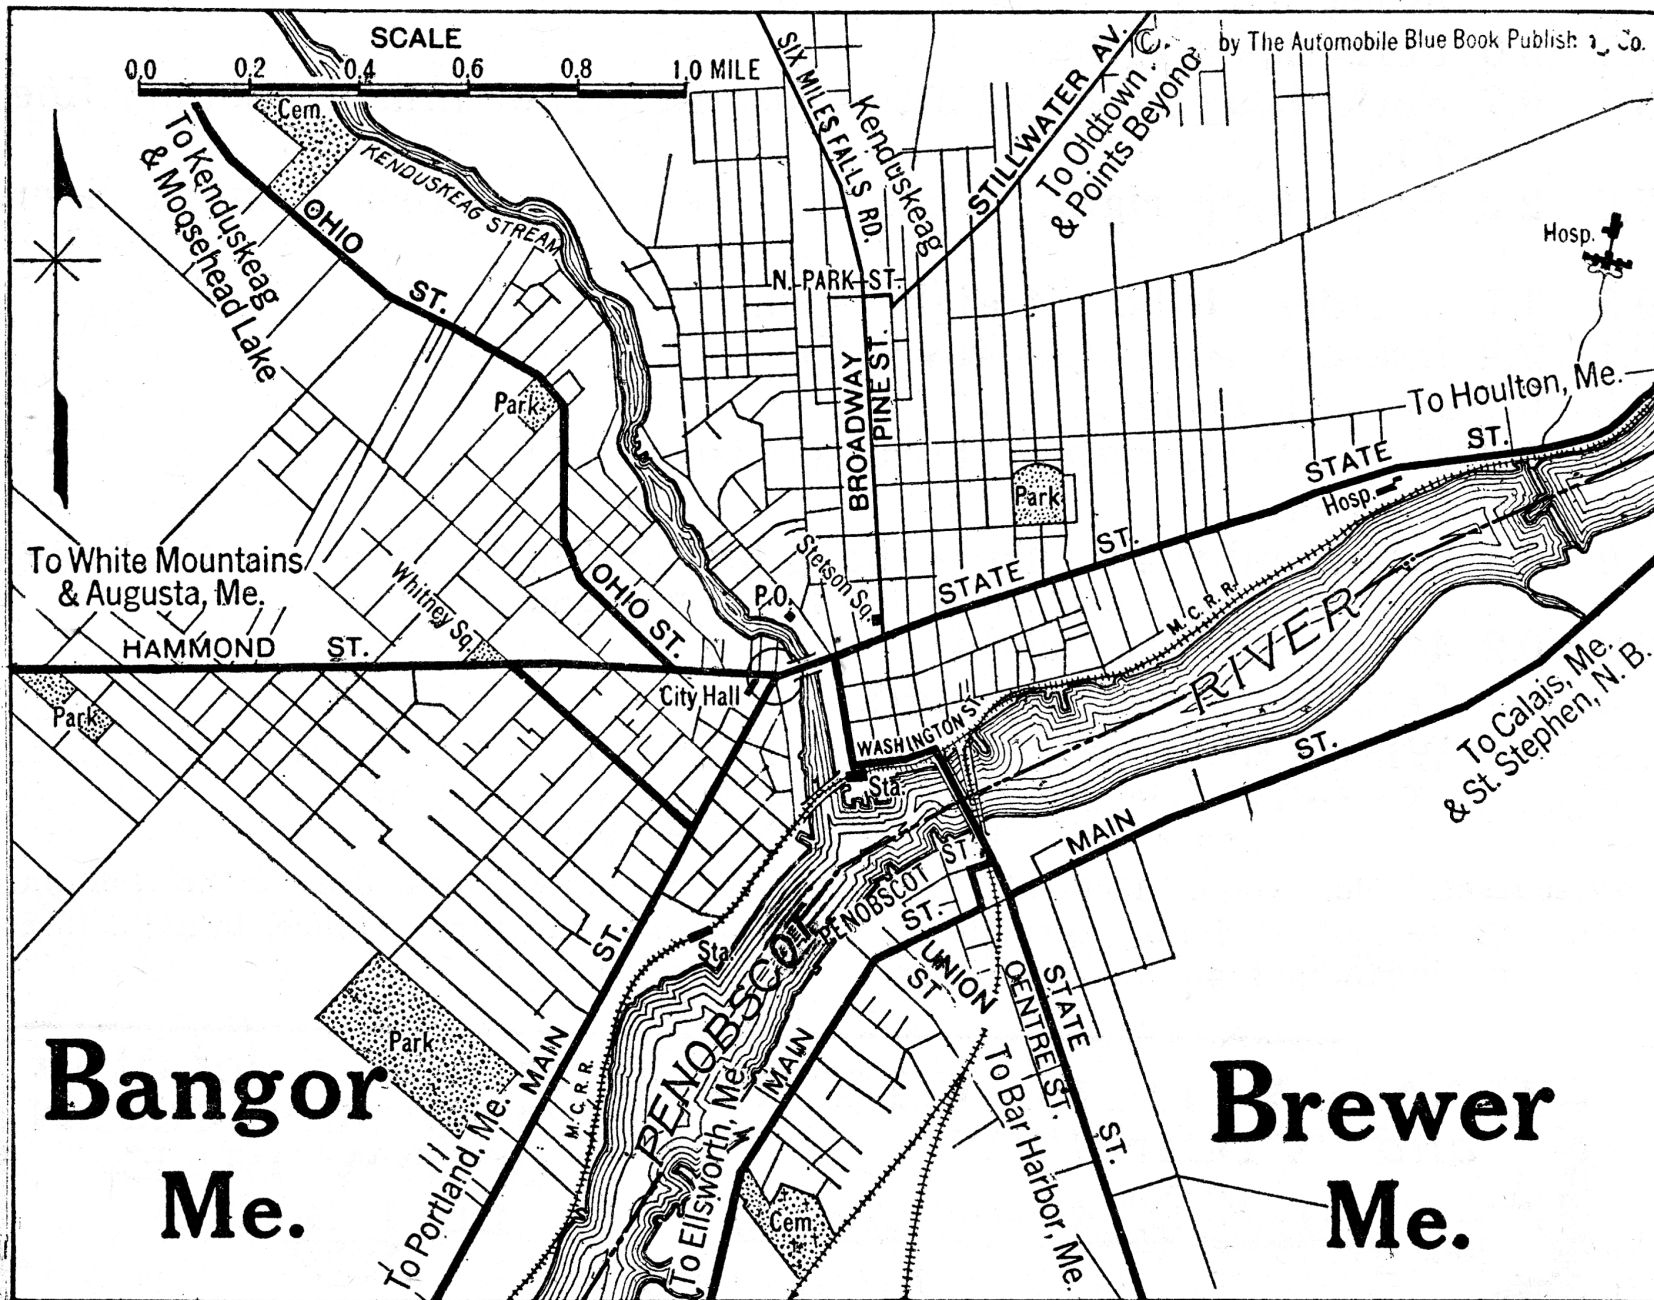 SCALE
0.0 0.2 0.4 0.6 0.8 1.0 MILE
© by The Automobile Blue Book Co.
Cem.
To Kenduskeag
& Moosehead Lake
KENDUSKEAG STREAM
OHIO
ST.
SIX MILES FALLS RD.
Kenduskeag
STILLWATER AV.
To Oldtown
& Points Beyond
Hosp.
N. PARK ST.
BROADWAY
PINE ST.
Park
To Houlton, Me.
STATE
ST.
Hosp.
Park
STATE
ST.
To White Mountains
& Augusta, Me.
HAMMOND ST.
Whitney Sq.
OHIO ST.
P.O.
Stetson Sq.
M.C.R.R.
RIVER
City Hall
Park
WASHINGTON ST.
Sta.
To Calais, Me.
& St. Stephen, N. B.
MAIN
ST.
PENOBSCOT
ST.
UNION
ST
ST.
Sta.
PENOBSCOT
MAIN
ST.
Park
M.C.R.R.
To Portland, Me.
MAIN
To Ellsworth, Me.
CENTRE ST.
STATE
ST.
To Bar Harbor, Me.
Cem.
Bangor
Me.
Brewer
Me.